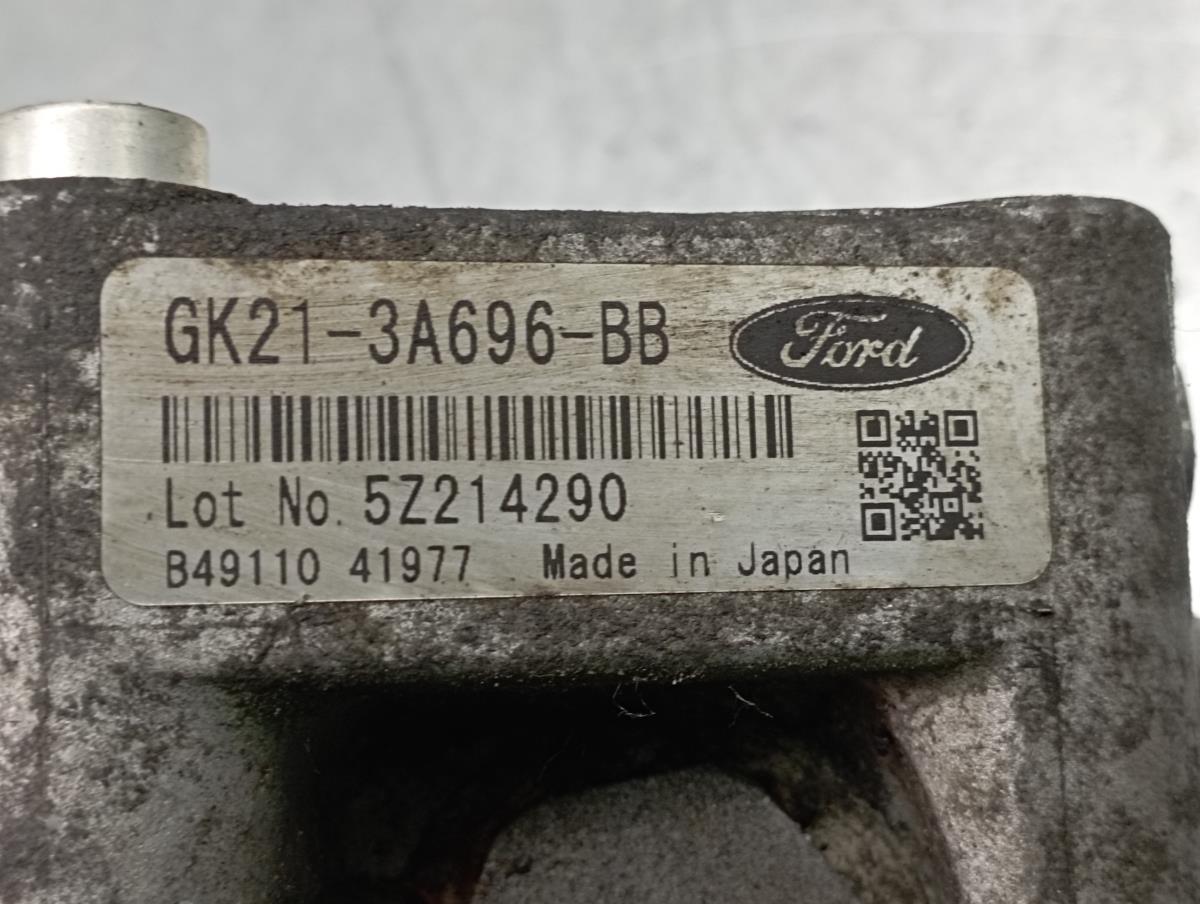 GK21-3A696-BB
Ford
Lot No. 5Z214290
B49110 41977 Made in Japan